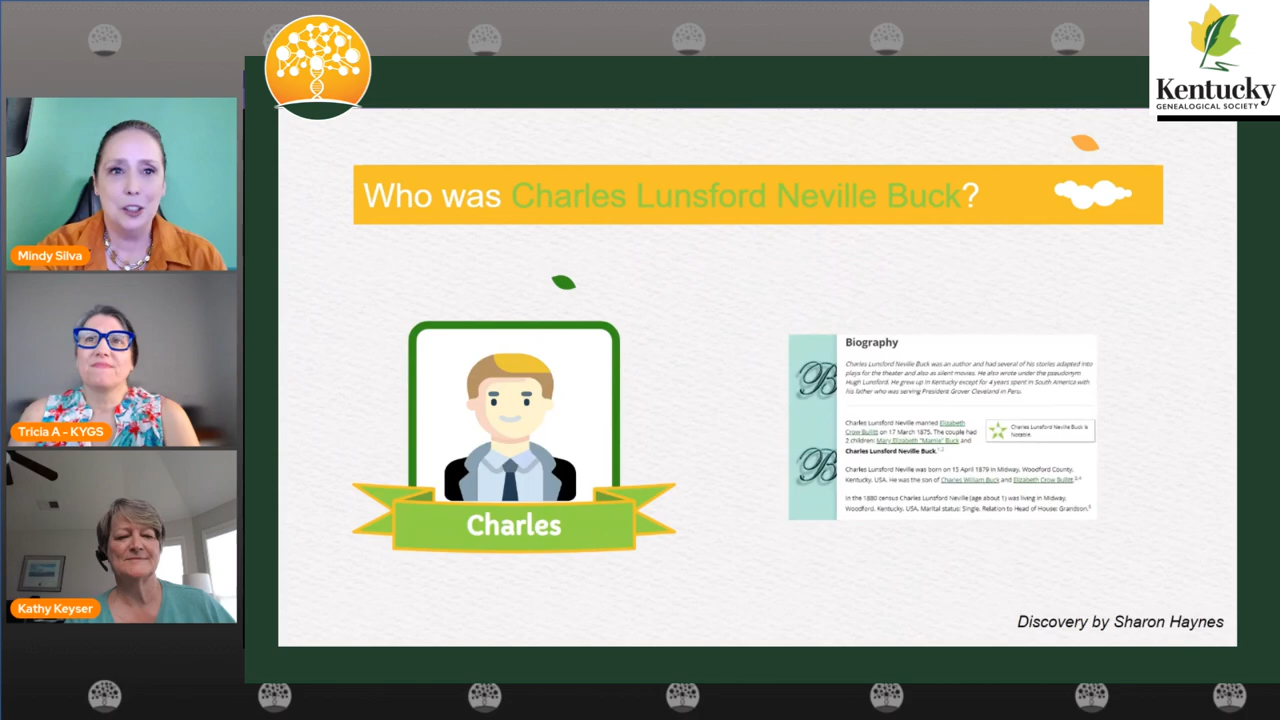 Kentucky
GENEALOGICAL SOCIETY
Who was Charles Lunsford Neville Buck?
Mindy Silva
Tricia A - KYGS
Kathy Keyser
Charles
Biography
Charles Lunsford Neville Buck was an author and had several of his stories adapted into
plays for the theater and also as silent movies. He also wrote under the pseudonym
Hugh Lunsford. He grew up in Kentucky except for 4 years spent in South America with
his father who was serving President Grover Cleveland in Peru.
Charles Lunsford Neville married Elizabeth
Crow Bullitt on 17 March 1875. The couple had
2 children: Mary Elizabeth "Mamie" Buck and
Charles Lunsford Neville Buck.1,2
Charles Lunsford Neville Buck is
Notable.
Charles Lunsford Neville was born on 15 April 1879 in Midway, Woodford County,
Kentucky, USA. He was the son of Charles William Buck and Elizabeth Crow Bullitt.3,4
In the 1880 census Charles Lunsford Neville (age about 1) was living in Midway,
Woodford, Kentucky, USA. Marital status: Single. Relation to Head of House: Grandson.5
Discovery by Sharon Haynes